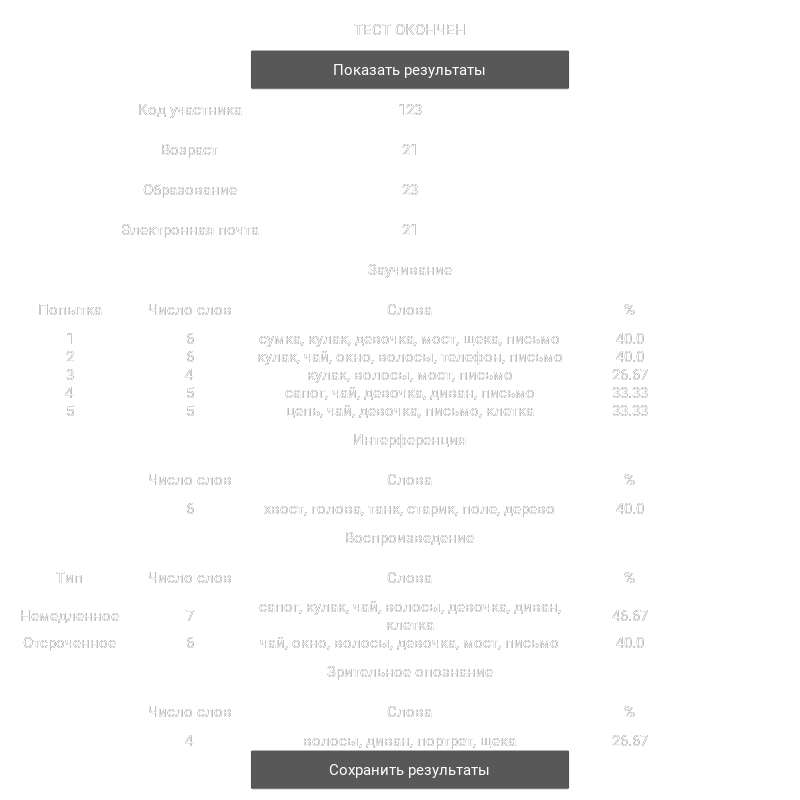 ТЕСТ ОКОНЧЕН
Показать результаты
Код участника 123
Возраст 21
Образование 23
Электронная почта 21
Заучивание
Попытка Число слов Слова %
1 6 сумка, кулак, девочка, мост, щека, письмо 40.0
2 6 кулак, чай, окно, волосы, телефон, письмо 40.0
3 4 кулак, волосы, мост, письмо 26.67
4 5 сапог, чай, девочка, диван, письмо 33.33
5 5 цепь, чай, девочка, письмо, клетка 33.33
Интерференция
Число слов Слова %
6 хвост, голова, танк, старик, поле, дерево 40.0
Воспроизведение
Тип Число слов Слова %
Немедленное 7 сапог, кулак, чай, волосы, девочка, диван, 46.67
клетка
Отсроченное 6 чай, окно, волосы, девочка, мост, письмо 40.0
Зрительное опознание
Число слов Слова %
4 волосы, диван, портрет, щека 26.67
Сохранить результаты